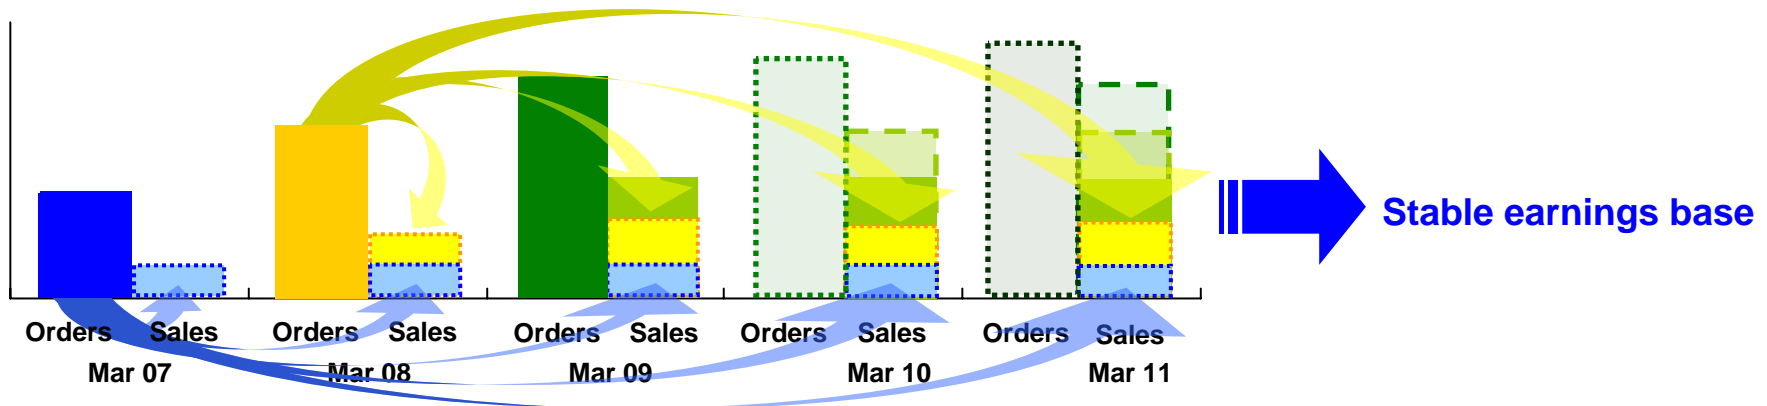 Stable earnings base
Orders Sales Orders Sales Orders Sales Orders Sales Orders Sales
Mar 07 Mar 08 Mar 09 Mar 10 Mar 11